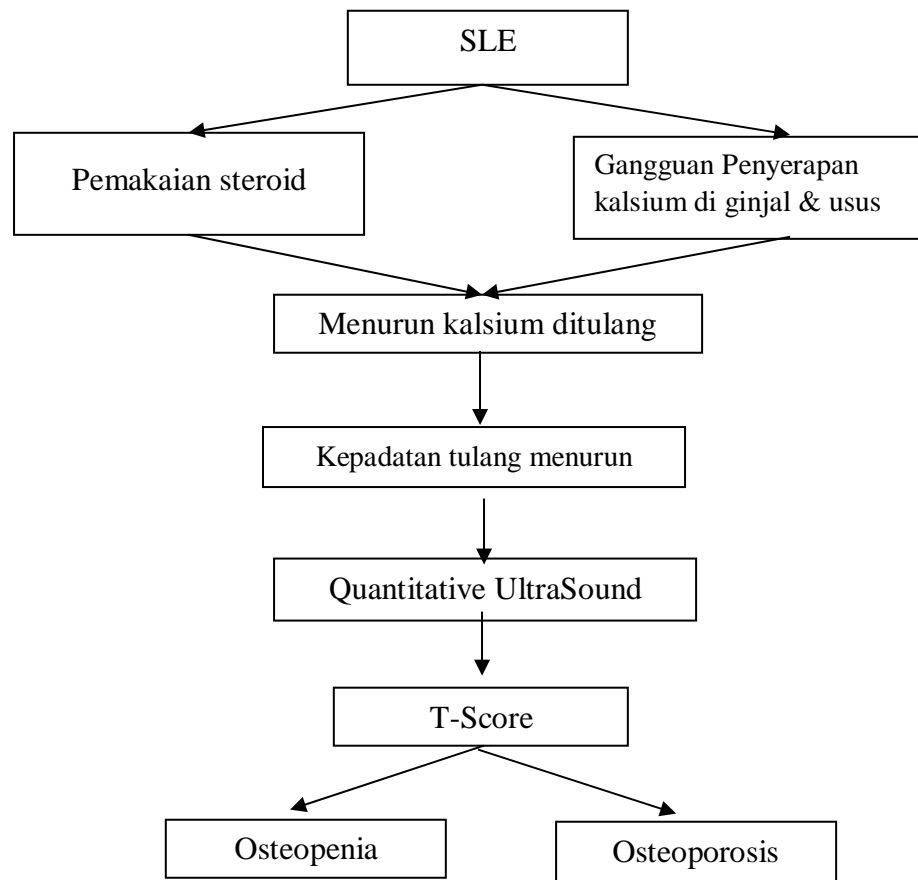 SLE
Pemakaian steroid
Gangguan Penyerapan
kalsium di ginjal & usus
Menurun kalsium ditulang
Kepadatan tulang menurun
Quantitative UltraSound
T-Score
Osteopenia
Osteoporosis